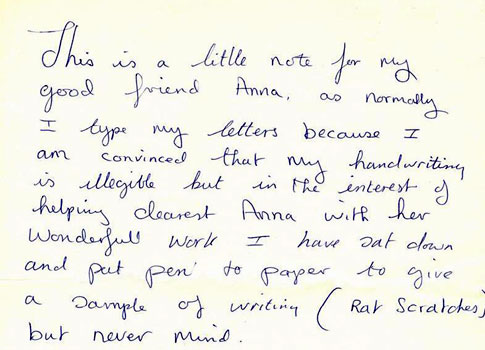 This is a little note for my
good friend Anna, as normally
I type my letters because I
am convinced that my handwriting
is illegible but in the interest of
helping dearest Anna with her
wonderfull work I have sat down
and put pen to paper to give
a sample of writing (Rat Scratches)
but never mind.